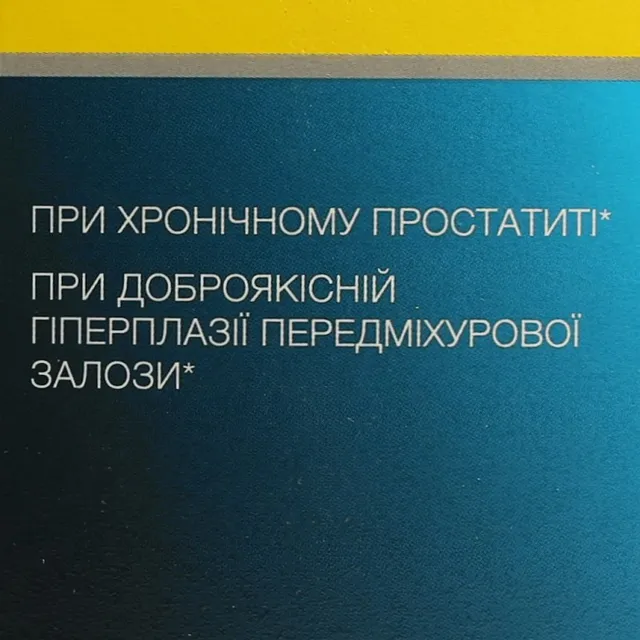 ПРИ ХРОНІЧНОМУ ПРОСТАТИТІ*
ПРИ ДОБРОЯКІСНІЙ
ГІПЕРПЛАЗІЇ ПЕРЕДМІХУРОВОЇ
ЗАЛОЗИ*